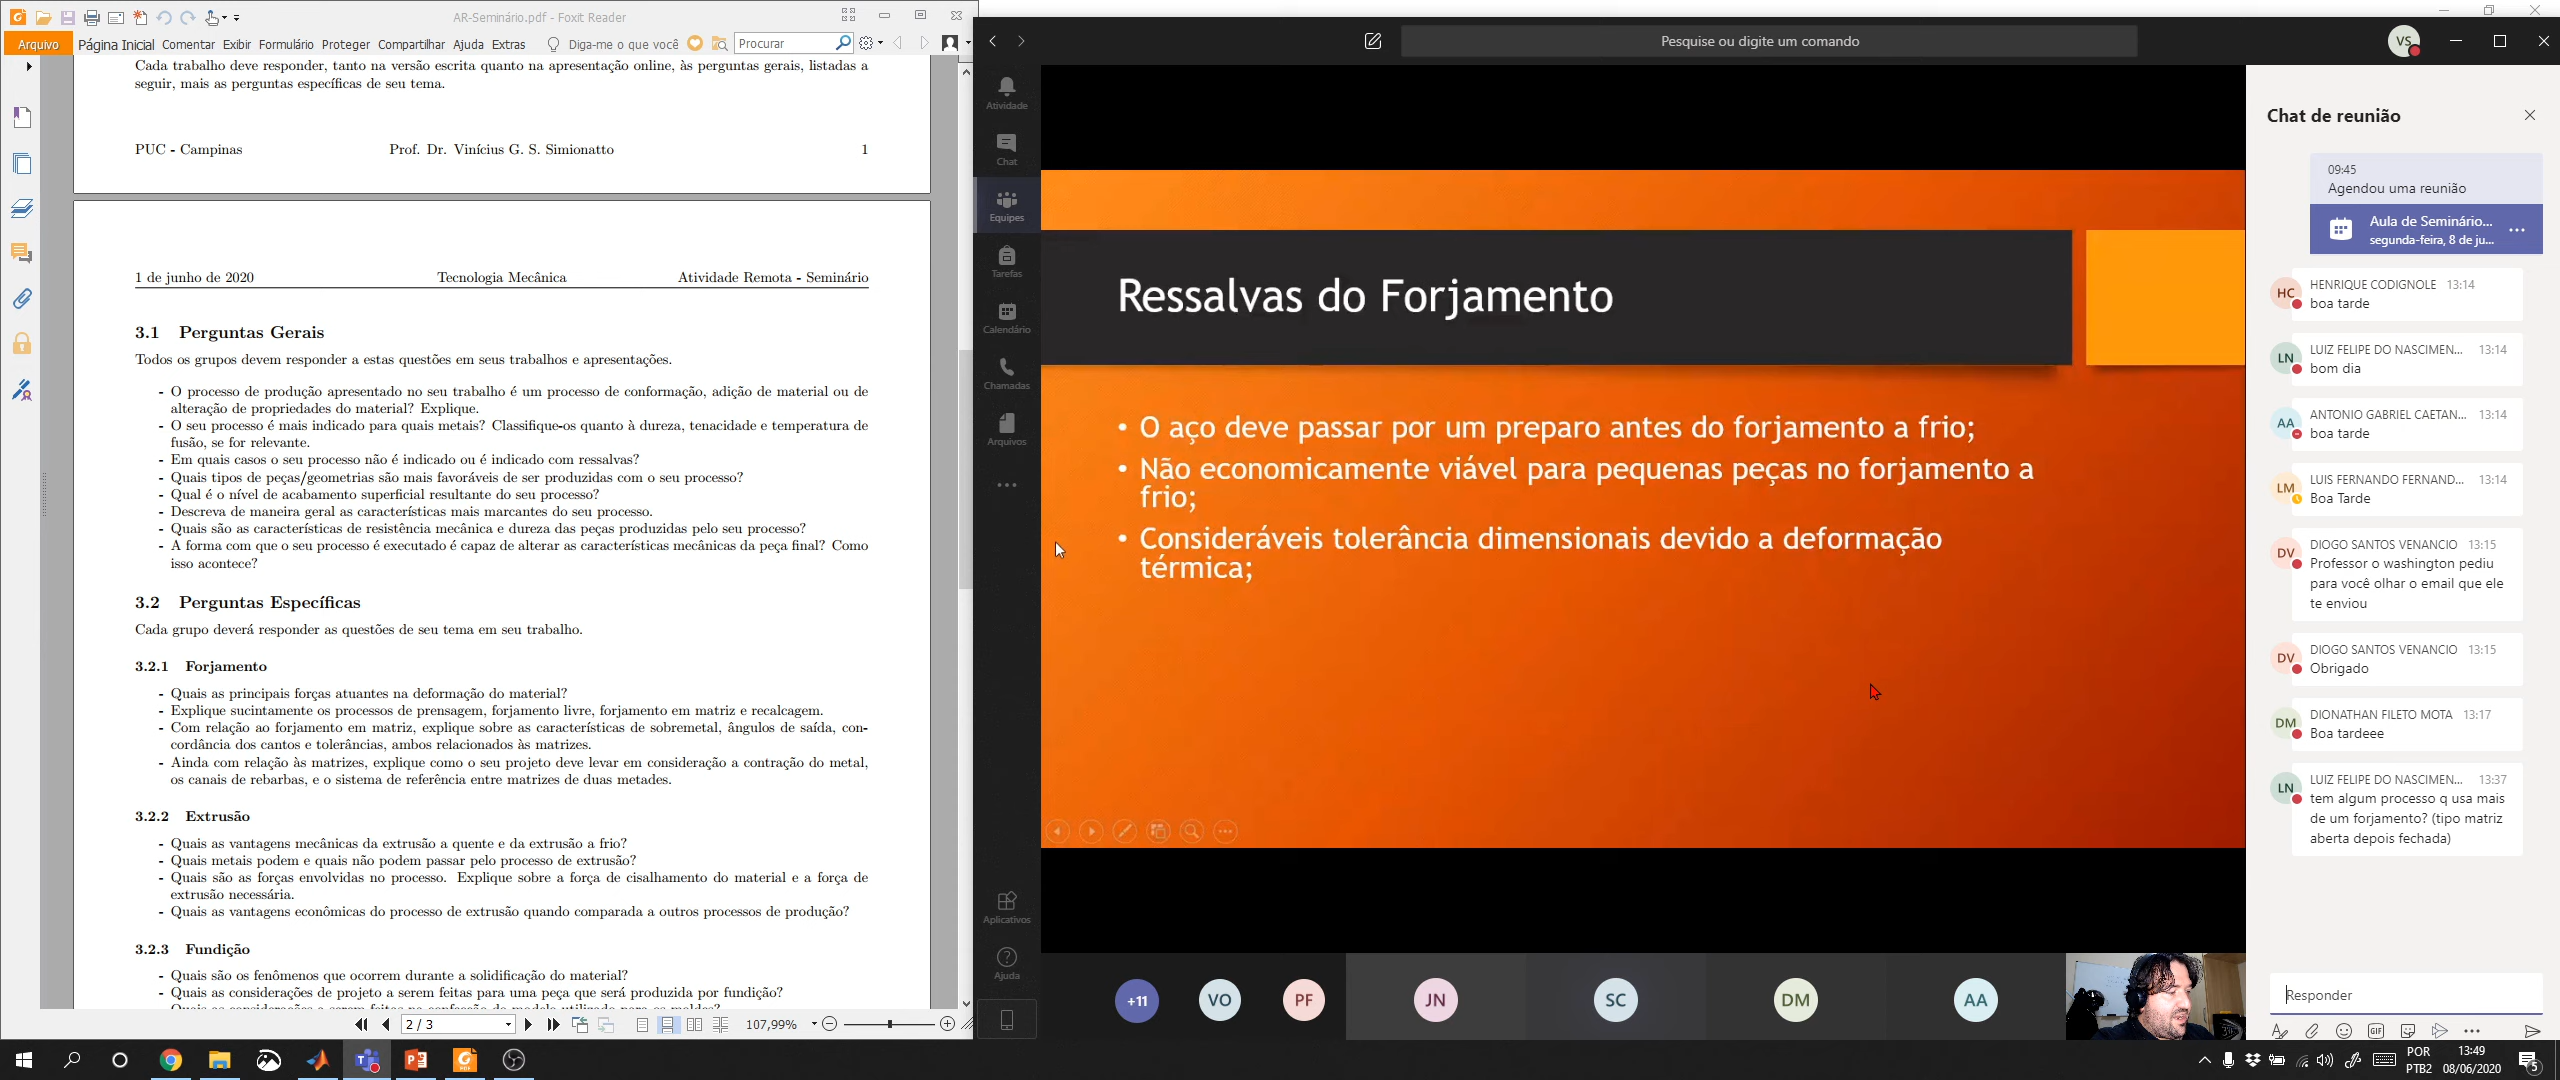 AR-Seminário.pdf - Foxit Reader
Arquivo Página Inicial Comentar Exibir Formulário Proteger Compartilhar Ajuda Extras Diga-me o que você Procurar
Cada trabalho deve responder, tanto na versão escrita quanto na apresentação online, às perguntas gerais, listadas a
seguir, mais as perguntas específicas de seu tema.
PUC - Campinas Prof. Dr. Vinícius G. S. Simionatto 1
1 de junho de 2020 Tecnologia Mecânica Atividade Remota - Seminário
3.1 Perguntas Gerais
Todos os grupos devem responder a estas questões em seus trabalhos e apresentações.
- O processo de produção apresentado no seu trabalho é um processo de conformação, adição de material ou de
alteração de propriedades do material? Explique.
- O seu processo é mais indicado para quais metais? Classifique-os quanto à dureza, tenacidade e temperatura de
fusão, se for relevante.
- Em quais casos o seu processo não é indicado ou é indicado com ressalvas?
- Quais tipos de peças/geometrias são mais favoráveis de ser produzidas com o seu processo?
- Qual é o nível de acabamento superficial resultante do seu processo?
- Descreva de maneira geral as características mais marcantes do seu processo.
- Quais são as características de resistência mecânica e dureza das peças produzidas pelo seu processo?
- A forma com que o seu processo é executado é capaz de alterar as características mecânicas da peça final? Como
isso acontece?
3.2 Perguntas Específicas
Cada grupo deverá responder as questões de seu tema em seu trabalho.
3.2.1 Forjamento
- Quais as principais forças atuantes na deformação do material?
- Explique sucintamente os processos de prensagem, forjamento livre, forjamento em matriz e recalcagem.
- Com relação ao forjamento em matriz, explique sobre as características de sobremetal, ângulos de saída, con-
cordância dos cantos e tolerâncias, ambos relacionados às matrizes.
- Ainda com relação às matrizes, explique como o seu projeto deve levar em consideração a contração do metal,
os canais de rebarbas, e o sistema de referência entre matrizes de duas metades.
3.2.2 Extrusão
- Quais as vantagens mecânicas da extrusão a quente e da extrusão a frio?
- Quais metais podem e quais não podem passar pelo processo de extrusão?
- Quais são as forças envolvidas no processo. Explique sobre a força de cisalhamento do material e a força de
extrusão necessária.
- Quais as vantagens econômicas do processo de extrusão quando comparada a outros processos de produção?
3.2.3 Fundição
- Quais são os fenômenos que ocorrem durante a solidificação do material?
- Quais as considerações de projeto a serem feitas para uma peça que será produzida por fundição?
2 / 3 107,99%
Pesquise ou digite um comando
VS
Atividade
Chat
Equipes
Tarefas
Calendário
Chamadas
Arquivos
Aplicativos
Ajuda
Ressalvas do Forjamento
• O aço deve passar por um preparo antes do forjamento a frio;
• Não economicamente viável para pequenas peças no forjamento a
frio;
• Consideráveis tolerância dimensionais devido a deformação
térmica;
+11 VO PF JN SC DM AA
Chat de reunião
09:45
Agendou uma reunião
Aula de Seminário...
segunda-feira, 8 de ju...
HC HENRIQUE CODIGNOLE 13:14
boa tarde
LN LUIZ FELIPE DO NASCIMEN... 13:14
bom dia
AA ANTONIO GABRIEL CAETAN... 13:14
boa tarde
LM LUIS FERNANDO FERNAND... 13:14
Boa Tarde
DV DIOGO SANTOS VENANCIO 13:15
Professor o washington pediu
para você olhar o email que ele
te enviou
DV DIOGO SANTOS VENANCIO 13:15
Obrigado
DM DIONATHAN FILETO MOTA 13:17
Boa tardeee
LN LUIZ FELIPE DO NASCIMEN... 13:37
tem algum processo q usa mais
de um forjamento? (tipo matriz
aberta depois fechada)
Responder
GIF
POR 13:49
PTB2 08/06/2020 5